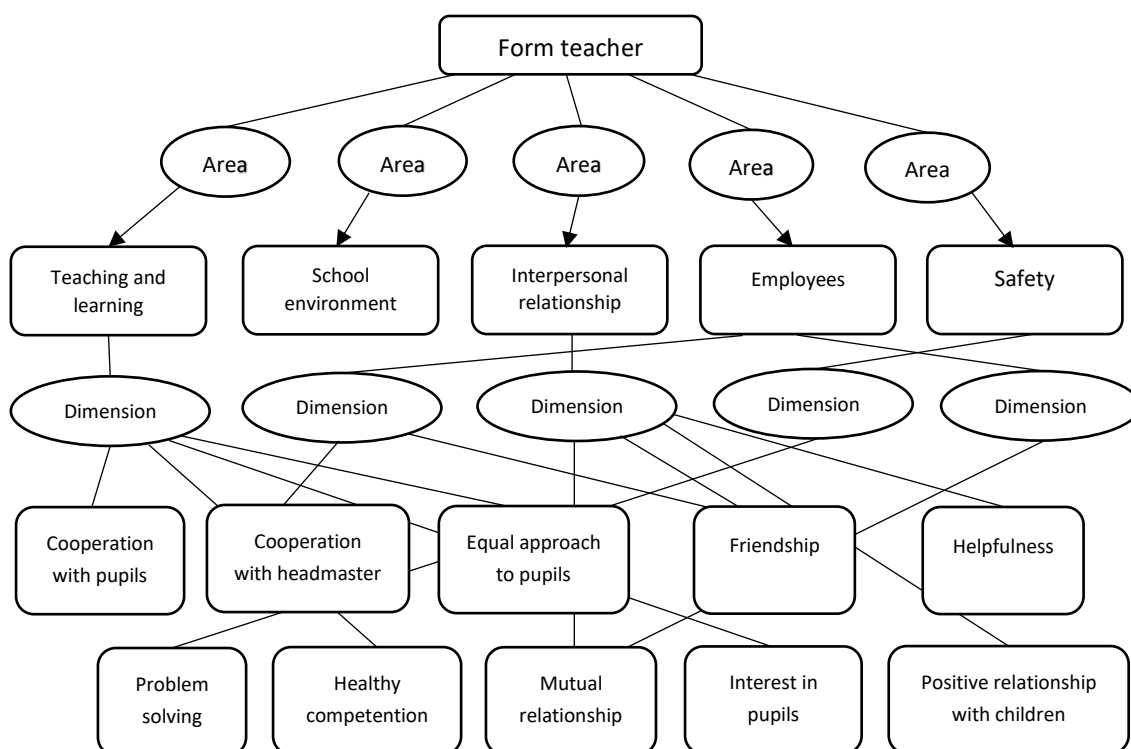 Form teacher
Area
Area
Area
Area
Area
Teaching and
learning
School
environment
Interpersonal
relationship
Employees
Safety
Dimension
Dimension
Dimension
Dimension
Dimension
Cooperation
with pupils
Cooperation
with headmaster
Equal approach
to pupils
Friendship
Helpfulness
Problem
solving
Healthy
competention
Mutual
relationship
Interest in
pupils
Positive relationship
with children